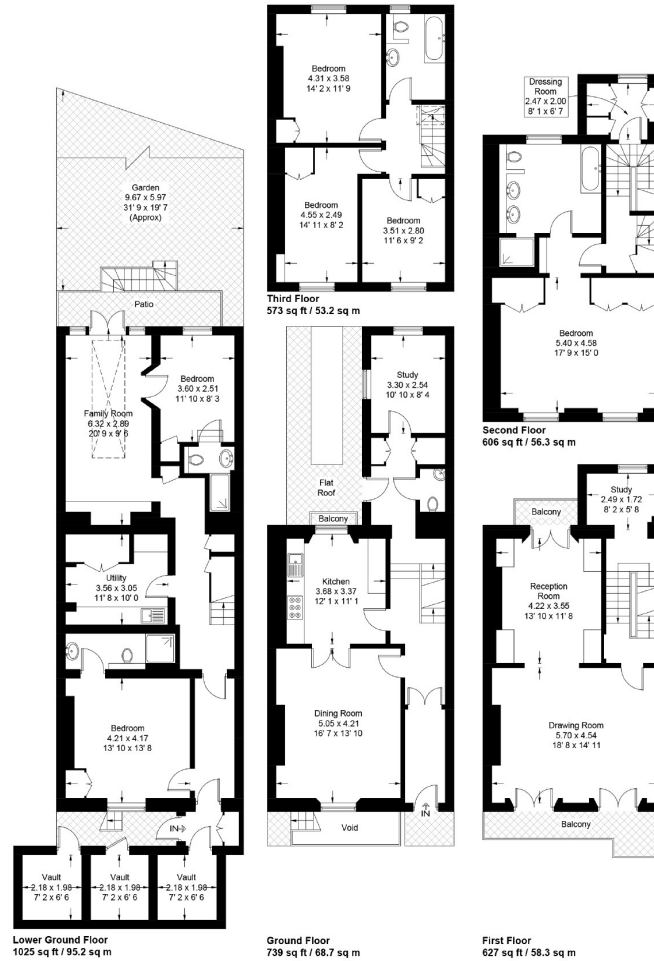 Bedroom
4.31 x 3.58
14' 2 x 11' 9
Bedroom
4.55 x 2.49
14' 11 x 8' 2
Bedroom
3.51 x 2.80
11' 6 x 9' 2
Third Floor
573 sq ft / 53.2 sq m
Dressing
Room
2.47 x 2.00
8' 1 x 6' 7
Bedroom
5.40 x 4.58
17' 9 x 15' 0
Second Floor
606 sq ft / 56.3 sq m
Garden
9.67 x 5.97
31' 9 x 19' 7
(Approx)
Patio
Family Room
6.32 x 2.89
20' 9 x 9' 6
Bedroom
3.60 x 2.51
11' 10 x 8' 3
Utility
3.56 x 3.05
11' 8 x 10' 0
Bedroom
4.21 x 4.17
13' 10 x 13' 8
IN
Vault
2.18 x 1.98
7' 2 x 6' 6
Vault
2.18 x 1.98
7' 2 x 6' 6
Vault
2.18 x 1.98
7' 2 x 6' 6
Lower Ground Floor
1025 sq ft / 95.2 sq m
Study
3.30 x 2.54
10' 10 x 8' 4
Flat
Roof
Balcony
Kitchen
3.68 x 3.37
12' 1 x 11' 1
Dining Room
5.05 x 4.21
16' 7 x 13' 10
Void
IN
Ground Floor
739 sq ft / 68.7 sq m
Study
2.49 x 1.72
8' 2 x 5' 8
Balcony
Reception
Room
4.22 x 3.55
13' 10 x 11' 8
Drawing Room
5.70 x 4.54
18' 8 x 14' 11
Balcony
First Floor
627 sq ft / 58.3 sq m